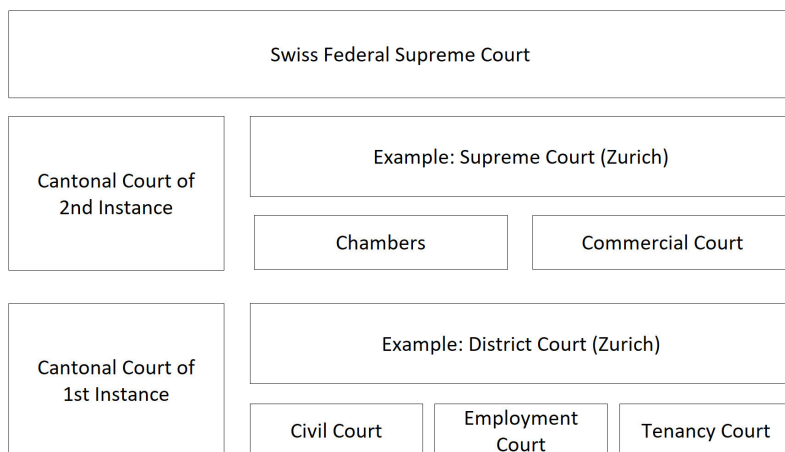 Swiss Federal Supreme Court
Cantonal Court of
2nd Instance
Example: Supreme Court (Zurich)
Chambers
Commercial Court
Cantonal Court of
1st Instance
Example: District Court (Zurich)
Civil Court
Employment
Court
Tenancy Court